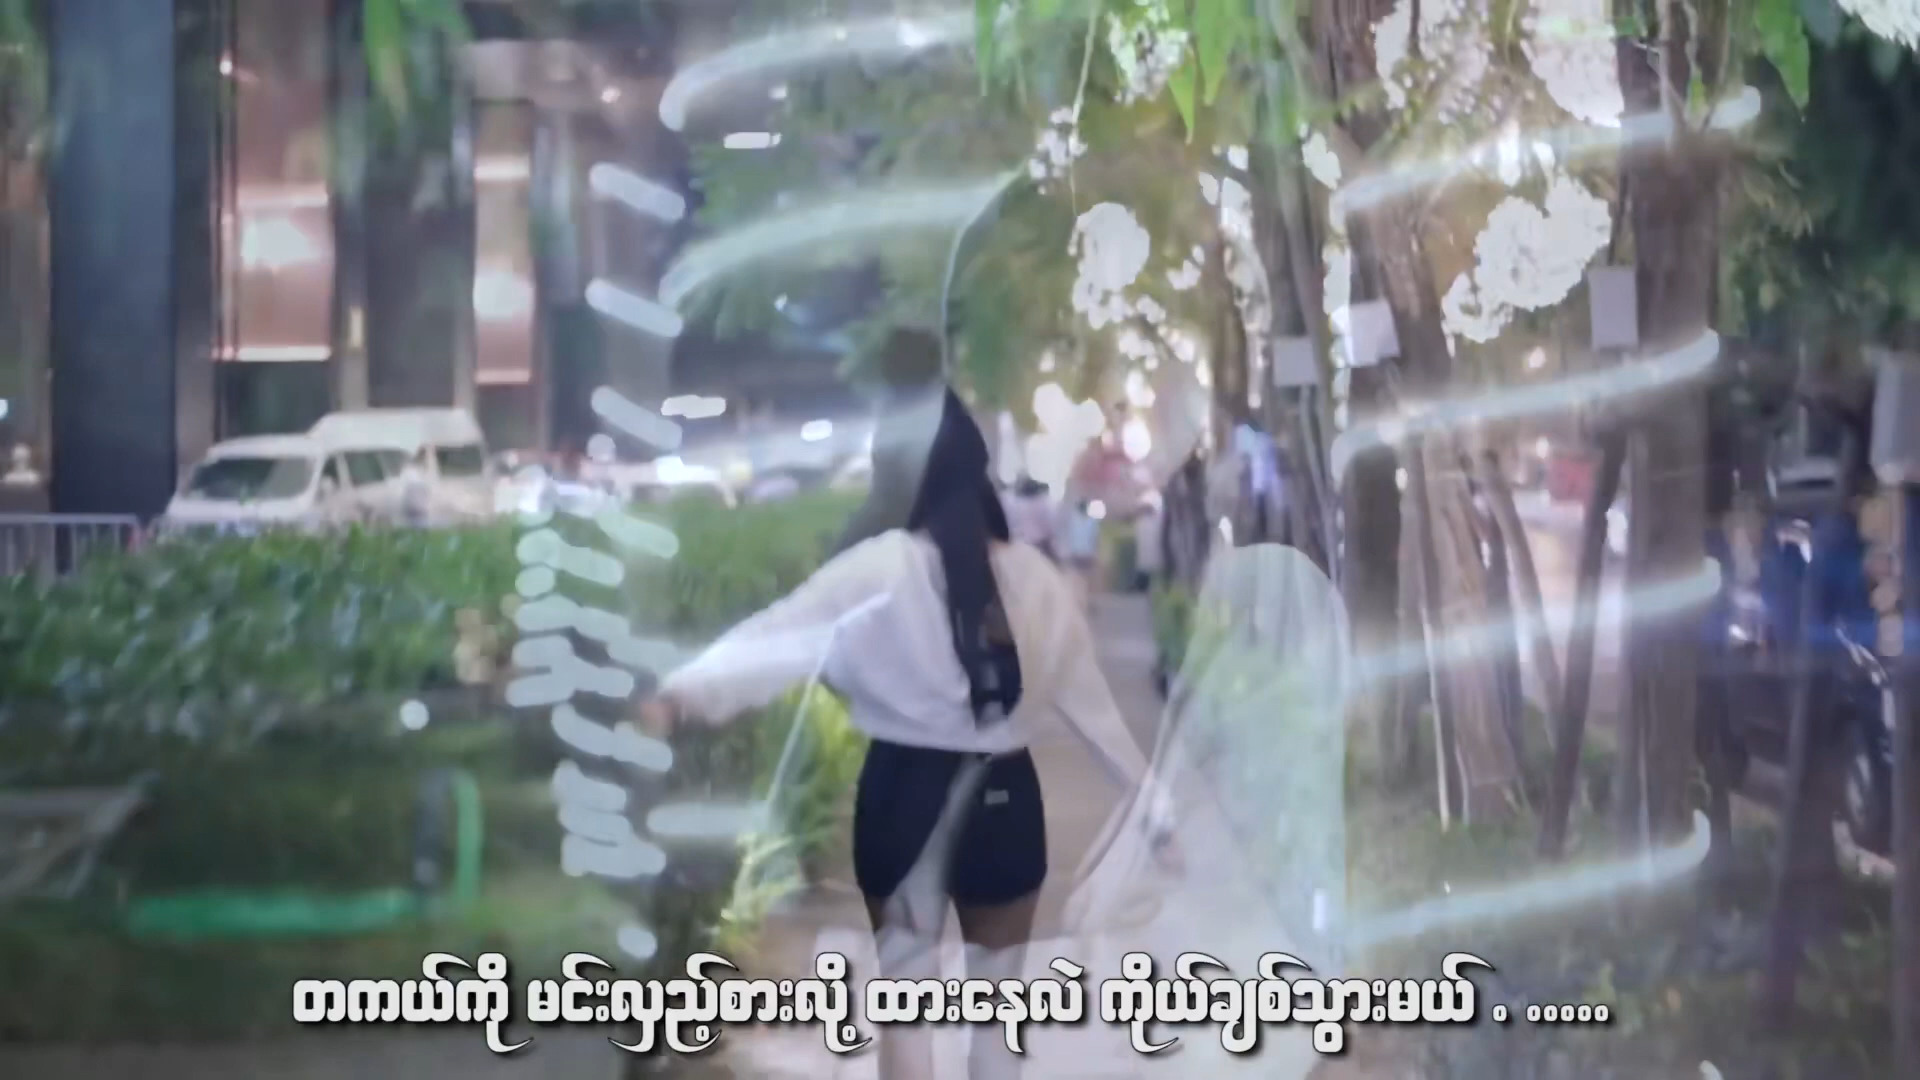 တကယ်ကို မင်းလှည့်စားလို့ ထားနေလဲ ကိုယ်ချစ်သွားမယ် . ......